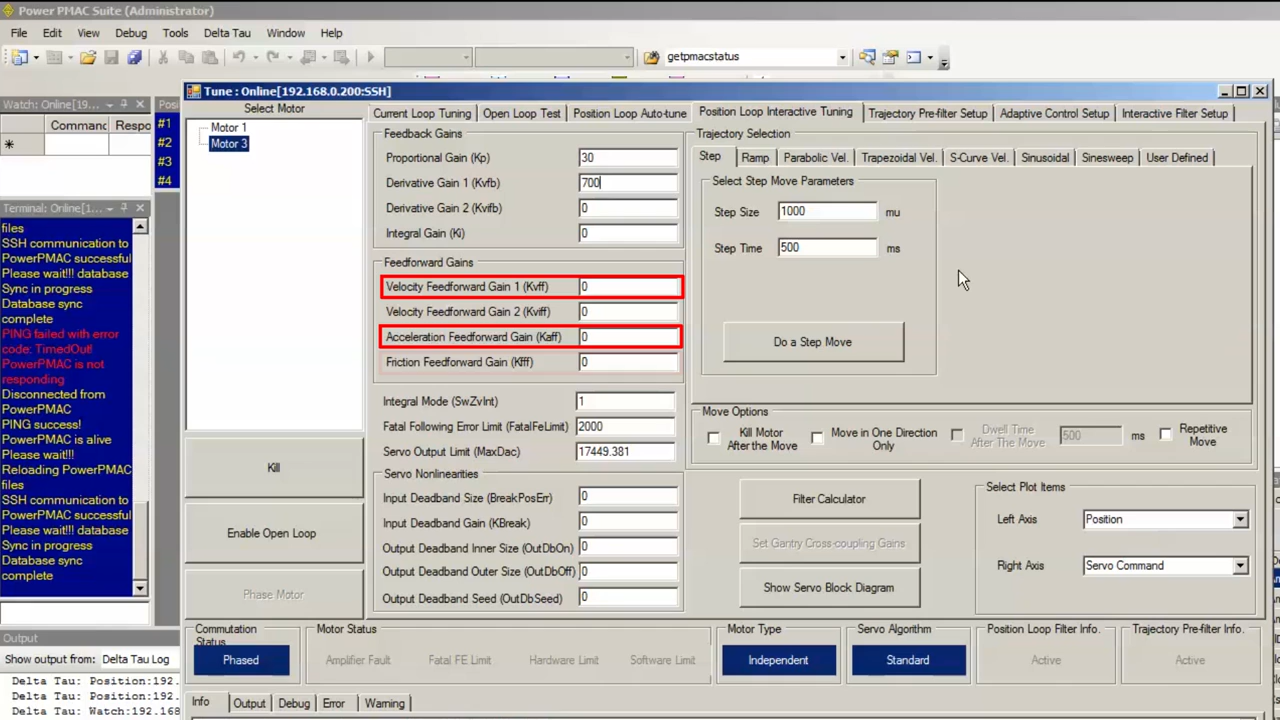 Power PMAC Suite (Administrator)
File Edit View Debug Tools Delta Tau Window Help
getpmacstatus
Watch: Online[19...
Posi
Command Respo
#1
#2
#3
#4
Terminal: Online[1...
files
SSH communication to
PowerPMAC successful
Please wait!!! database
Sync in progress
Database sync
complete
PING failed with error
code: TimedOut!
PowerPMAC is not
responding
Disconnected from
PowerPMAC
PING success!
PowerPMAC is alive
Please wait!!!
Reloading PowerPMAC
files
SSH communication to
PowerPMAC successful
Please wait!!! database
Sync in progress
Database sync
complete
Output
Show output from: Delta Tau Log
Delta Tau: Position:192.
Delta Tau: Position:192.
Delta Tau: Watch:192.168
Tune : Online[192.168.0.200:SSH]
Select Motor
Motor 1
Motor 3
Kill
Enable Open Loop
Phase Motor
Current Loop Tuning Open Loop Test Position Loop Auto-tune Position Loop Interactive Tuning Trajectory Pre-filter Setup Adaptive Control Setup Interactive Filter Setup
Feedback Gains
Proportional Gain (Kp) 30
Derivative Gain 1 (Kvfb) 700
Derivative Gain 2 (Kvifb) 0
Integral Gain (Ki) 0
Feedforward Gains
Velocity Feedforward Gain 1 (Kvff) 0
Velocity Feedforward Gain 2 (Kviff) 0
Acceleration Feedforward Gain (Kaff) 0
Friction Feedforward Gain (Kfff) 0
Integral Mode (SwZvInt) 1
Fatal Following Error Limit (FatalFeLimit) 2000
Servo Output Limit (MaxDac) 17449.381
Servo Nonlinearities
Input Deadband Size (BreakPosErr) 0
Input Deadband Gain (KBreak) 0
Output Deadband Inner Size (OutDbOn) 0
Output Deadband Outer Size (OutDbOff) 0
Output Deadband Seed (OutDbSeed) 0
Trajectory Selection
Step Ramp Parabolic Vel. Trapezoidal Vel. S-Curve Vel. Sinusoidal Sinesweep User Defined
Select Step Move Parameters
Step Size 1000 mu
Step Time 500 ms
Do a Step Move
Move Options
Kill Motor
After the Move
Move in One Direction
Only
Dwell Time
After The Move
500 ms
Repetitive
Move
Filter Calculator
Set Gantry Cross-coupling Gains
Show Servo Block Diagram
Select Plot Items
Left Axis Position
Right Axis Servo Command
Commutation
Status
Phased
Motor Status
Amplifier Fault Fatal FE Limit Hardware Limit Software Limit
Motor Type
Independent
Servo Algorithm
Standard
Position Loop Filter Info.
Active
Trajectory Pre-filter Info.
Active
Info Output Debug Error Warning